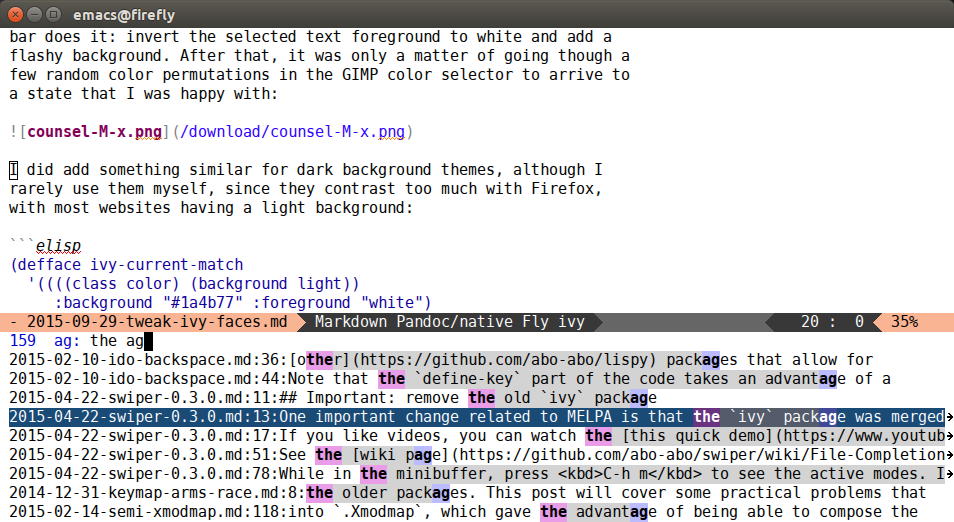 emacs@firefly
bar does it: invert the selected text foreground to white and add a
flashy background. After that, it was only a matter of going though a
few random color permutations in the GIMP color selector to arrive to
a state that I was happy with:
![counsel-M-x.png](/download/counsel-M-x.png)
I did add something similar for dark background themes, although I
rarely use them myself, since they contrast too much with Firefox,
with most websites having a light background:
```elisp
(defface ivy-current-match
  '((((class color) (background light))
     :background "#1a4b77" :foreground "white")
- 2015-09-29-tweak-ivy-faces.md  Markdown Pandoc/native Fly ivy  20 :  0  35%
159  ag: the ag
2015-02-10-ido-backspace.md:36:[other](https://github.com/abo-abo/lispy) packages that allow for
2015-02-10-ido-backspace.md:44:Note that the `define-key` part of the code takes an advantage of a
2015-04-22-swiper-0.3.0.md:11:## Important: remove the old `ivy` package
2015-04-22-swiper-0.3.0.md:13:One important change related to MELPA is that the `ivy` package was merged
2015-04-22-swiper-0.3.0.md:17:If you like videos, you can watch the [this quick demo](https://www.youtub
2015-04-22-swiper-0.3.0.md:51:See the [wiki page](https://github.com/abo-abo/swiper/wiki/File-Completion
2015-04-22-swiper-0.3.0.md:78:While in the minibuffer, press <kbd>C-h m</kbd> to see the active modes. I
2014-12-31-keymap-arms-race.md:8:the older packages. This post will cover some practical problems that
2015-02-14-semi-xmodmap.md:118:into `.Xmodmap`, which gave the advantage of being able to compose the